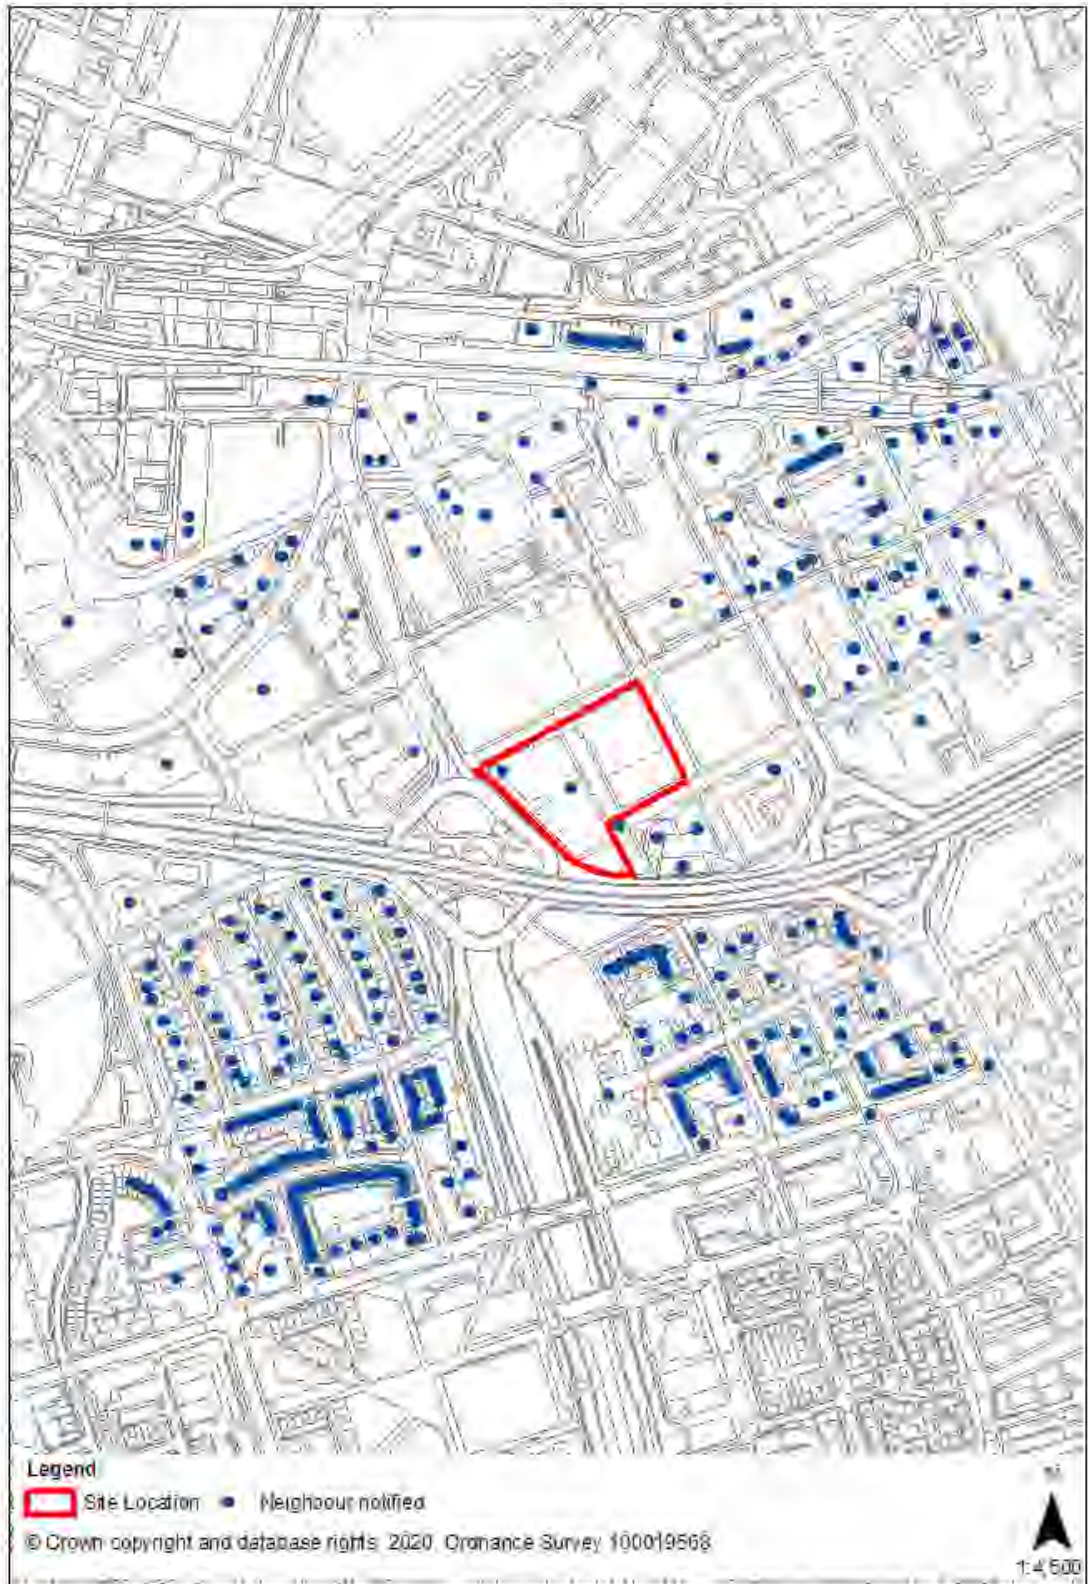 Legend
Site Location
Neighbour notified
© Crown copyright and database rights 2020 Ordnance Survey 100019568
N
1:4,500